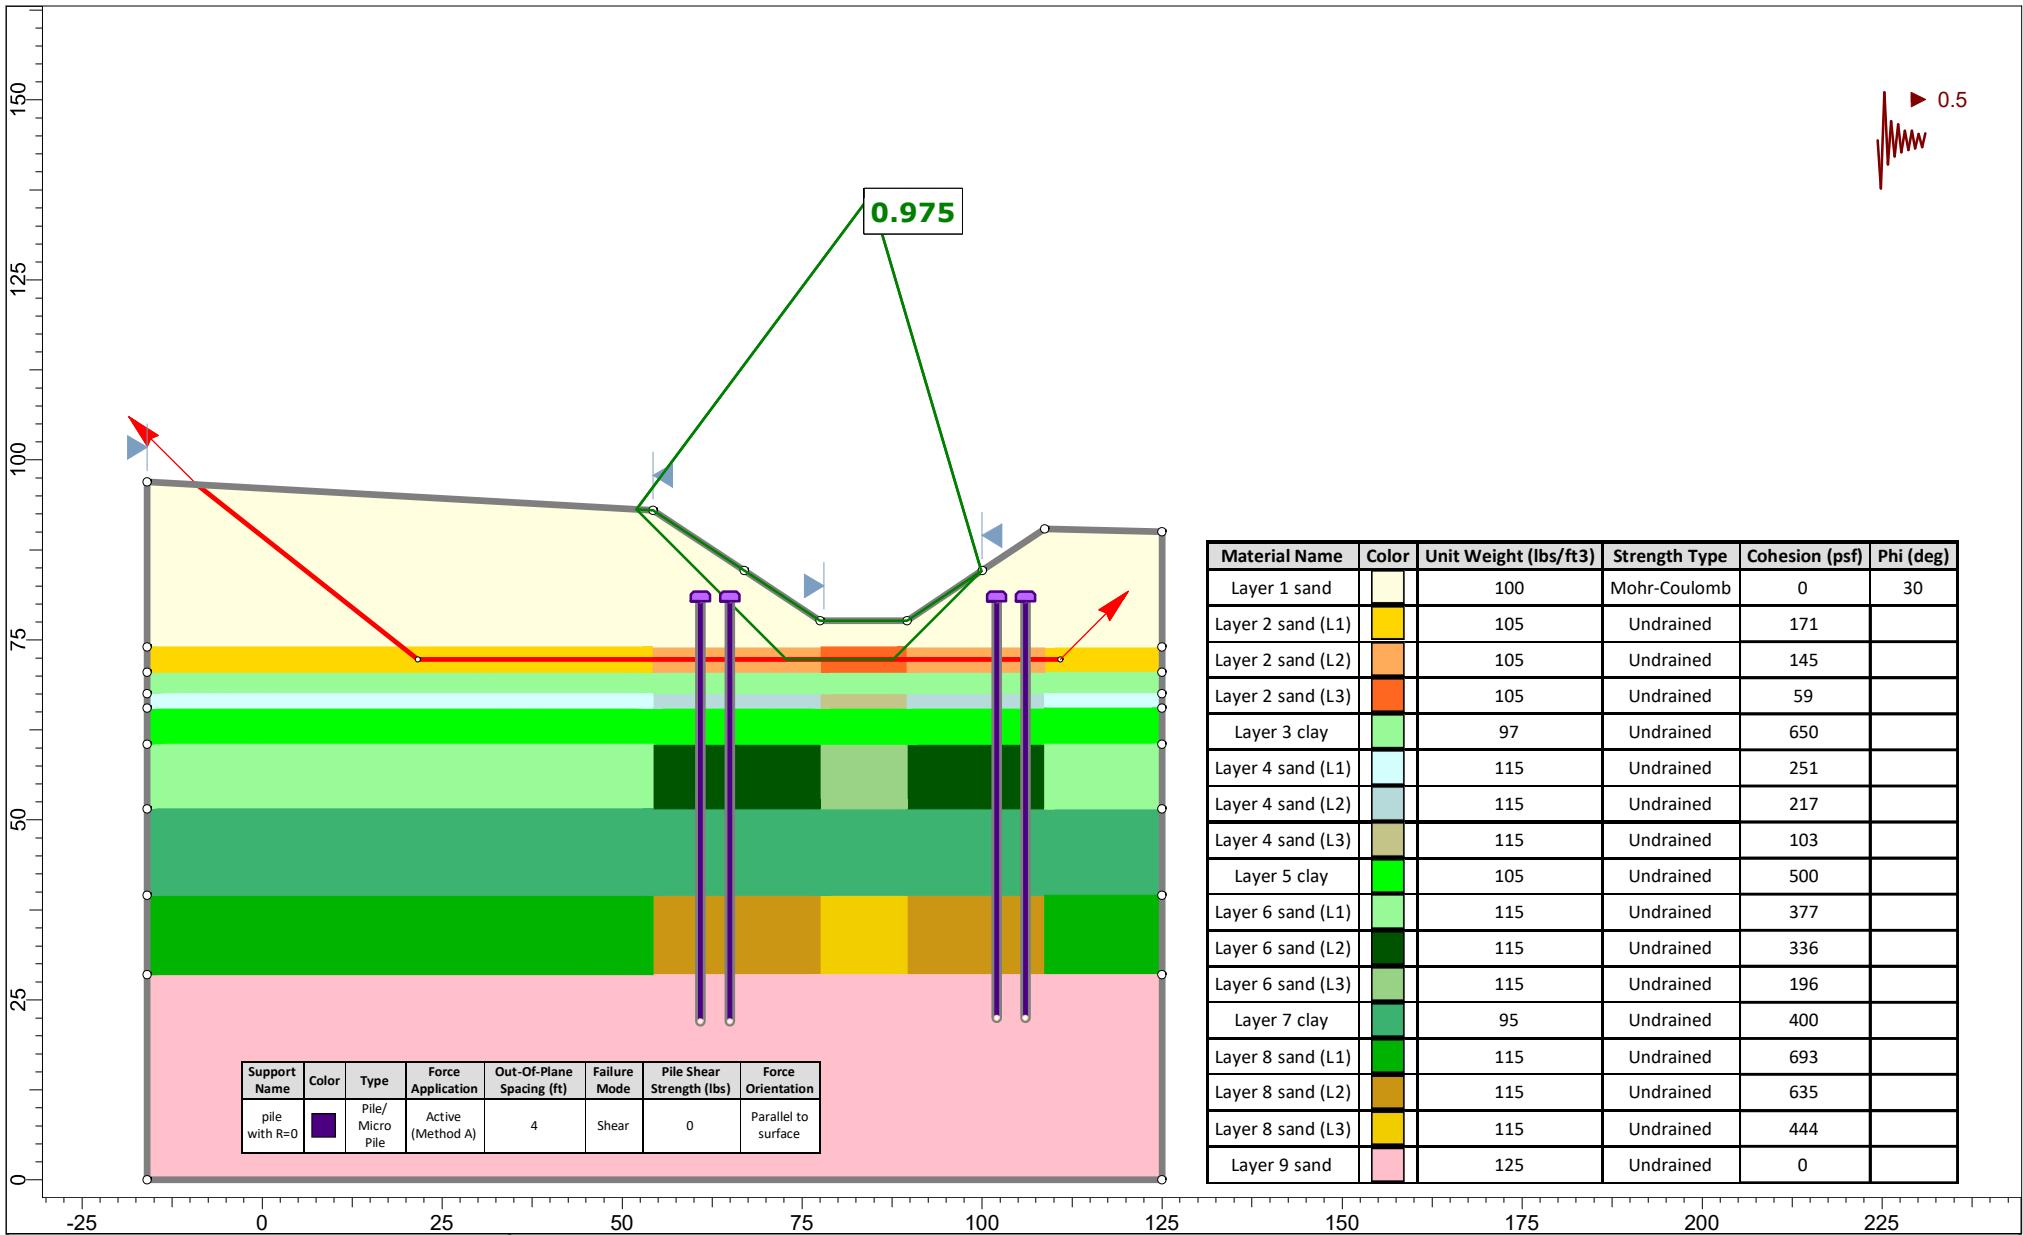 150
125
100
75
50
25
0
0.5
0.975
Material Name Color Unit Weight (lbs/ft3) Strength Type Cohesion (psf) Phi (deg)
Layer 1 sand 100 Mohr-Coulomb 0 30
Layer 2 sand (L1) 105 Undrained 171
Layer 2 sand (L2) 105 Undrained 145
Layer 2 sand (L3) 105 Undrained 59
Layer 3 clay 97 Undrained 650
Layer 4 sand (L1) 115 Undrained 251
Layer 4 sand (L2) 115 Undrained 217
Layer 4 sand (L3) 115 Undrained 103
Layer 5 clay 105 Undrained 500
Layer 6 sand (L1) 115 Undrained 377
Layer 6 sand (L2) 115 Undrained 336
Layer 6 sand (L3) 115 Undrained 196
Layer 7 clay 95 Undrained 400
Layer 8 sand (L1) 115 Undrained 693
Layer 8 sand (L2) 115 Undrained 635
Layer 8 sand (L3) 115 Undrained 444
Layer 9 sand 125 Undrained 0
Support Name Color Type Force Application Out-Of-Plane Spacing (ft) Failure Mode Pile Shear Strength (lbs) Force Orientation
pile with R=0 Pile/ Micro Pile Active (Method A) 4 Shear 0 Parallel to surface
-25 0 25 50 75 100 125 150 175 200 225